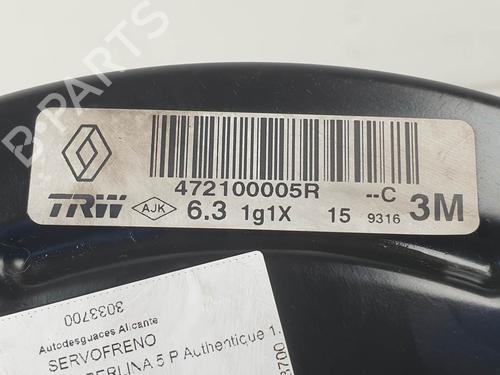 472100005R --C
TRW AJK 6.3 1g1X 15 9316 3M
3033700
Autodesguaces Alicante
SERVOFRENO
BERLINA 5 P Authentique 1.
B-PARTS